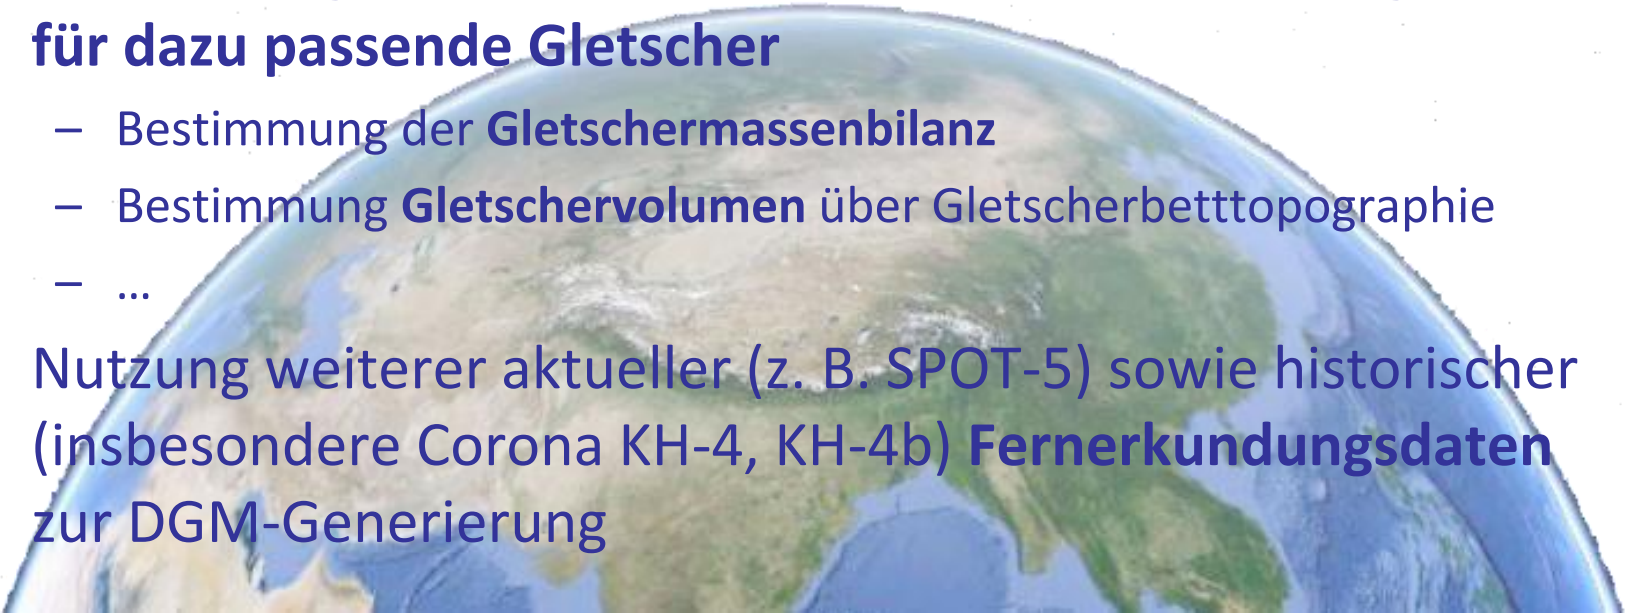 für dazu passende Gletscher
– Bestimmung der Gletschermassenbilanz
– Bestimmung Gletschervolumen über Gletscherbetttopographie
– …
Nutzung weiterer aktueller (z. B. SPOT-5) sowie historischer
(insbesondere Corona KH-4, KH-4b) Fernerkundungsdaten
zur DGM-Generierung